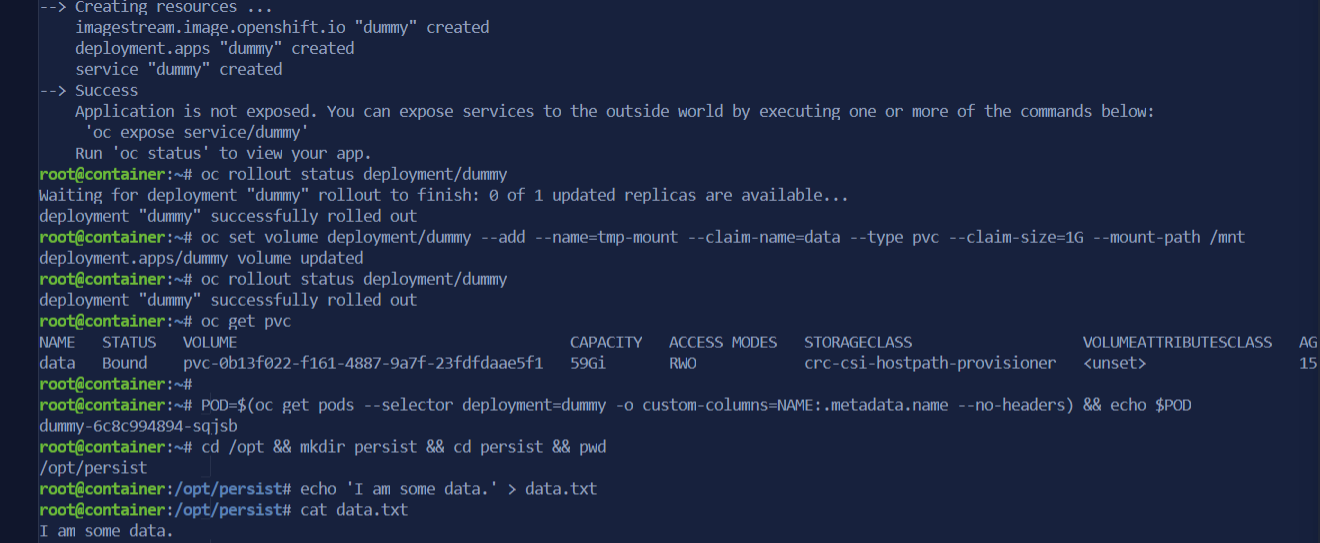 --> Creating resources ...
    imagestream.image.openshift.io "dummy" created
    deployment.apps "dummy" created
    service "dummy" created
--> Success
    Application is not exposed. You can expose services to the outside world by executing one or more of the commands below:
     'oc expose service/dummy'
    Run 'oc status' to view your app.
root@container:~# oc rollout status deployment/dummy
Waiting for deployment "dummy" rollout to finish: 0 of 1 updated replicas are available...
deployment "dummy" successfully rolled out
root@container:~# oc set volume deployment/dummy --add --name=tmp-mount --claim-name=data --type pvc --claim-size=1G --mount-path /mnt
deployment.apps/dummy volume updated
root@container:~# oc rollout status deployment/dummy
deployment "dummy" successfully rolled out
root@container:~# oc get pvc
NAME   STATUS   VOLUME                                     CAPACITY   ACCESS MODES   STORAGECLASS                   VOLUMEATTRIBUTESCLASS   AG
data   Bound    pvc-0b13f022-f161-4887-9a7f-23fdfdaae5f1   59Gi       RWO            crc-csi-hostpath-provisioner   <unset>                 15
root@container:~#
root@container:~# POD=$(oc get pods --selector deployment=dummy -o custom-columns=NAME:.metadata.name --no-headers) && echo $POD
dummy-6c8c994894-sqjsb
root@container:~# cd /opt && mkdir persist && cd persist && pwd
/opt/persist
root@container:/opt/persist# echo 'I am some data.' > data.txt
root@container:/opt/persist# cat data.txt
I am some data.